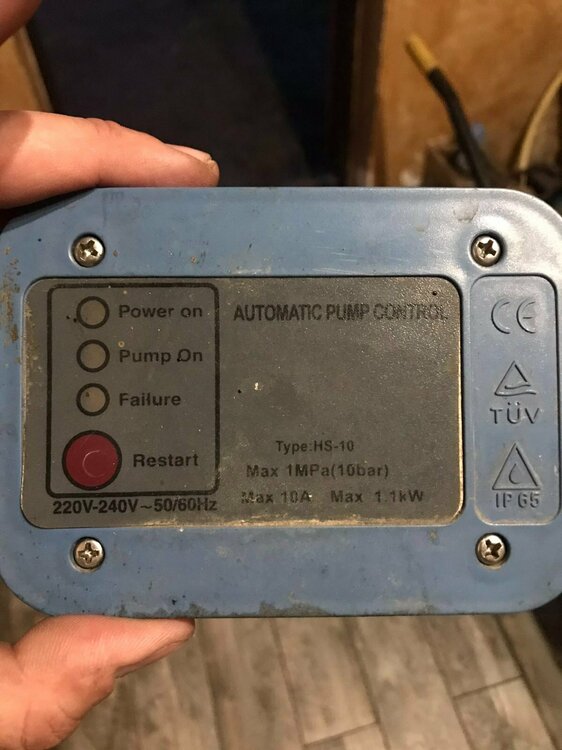 Power on
Pump On
Failure
Restart
220V-240V~50/60Hz
AUTOMATIC PUMP CONTROL
Type:HS-10
Max 1MPa(10bar)
Max 10A Max 1.1kW
CE
TÜV
IP65